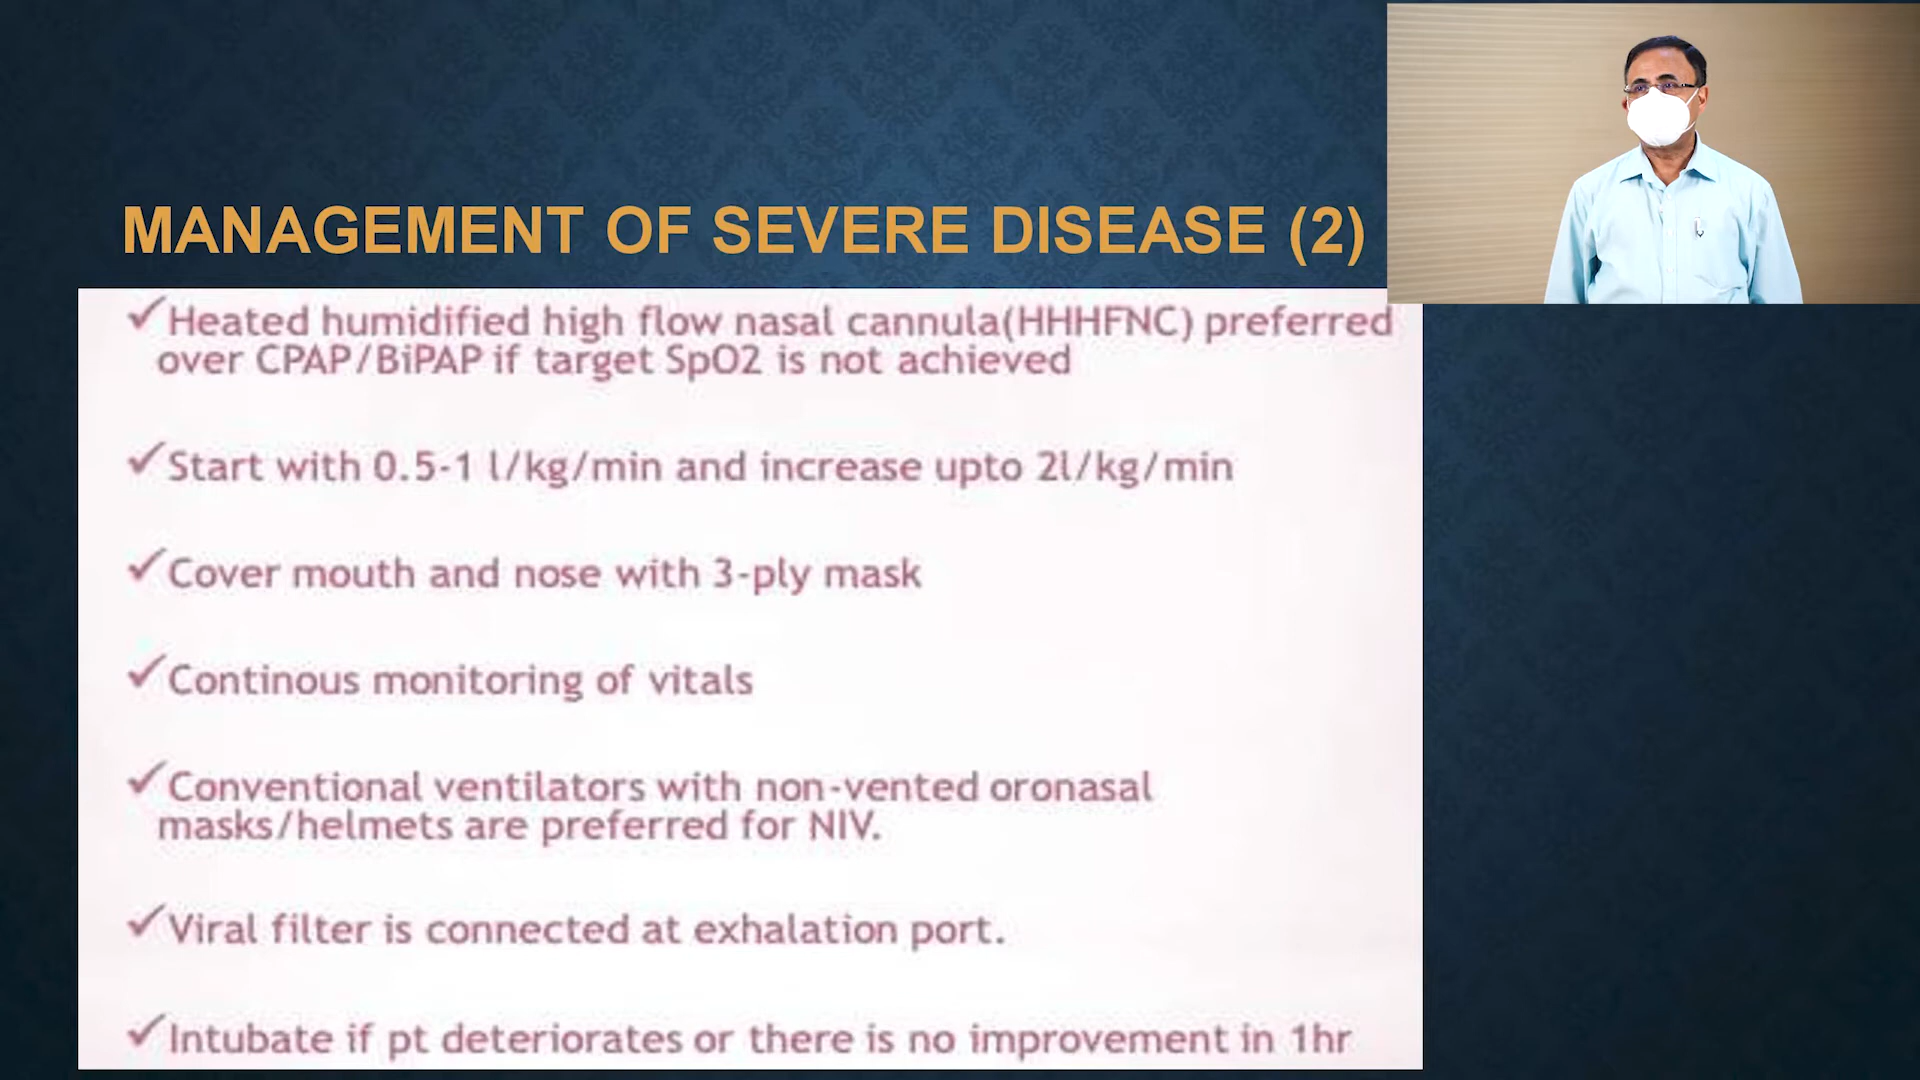 MANAGEMENT OF SEVERE DISEASE (2)
✓Heated humidified high flow nasal cannula(HHHFNC) preferred
over CPAP/BiPAP if target SpO2 is not achieved
✓Start with 0.5-1 l/kg/min and increase upto 2l/kg/min
✓Cover mouth and nose with 3-ply mask
✓Continous monitoring of vitals
✓Conventional ventilators with non-vented oronasal
masks/helmets are preferred for NIV.
✓Viral filter is connected at exhalation port.
✓Intubate if pt deteriorates or there is no improvement in 1hr